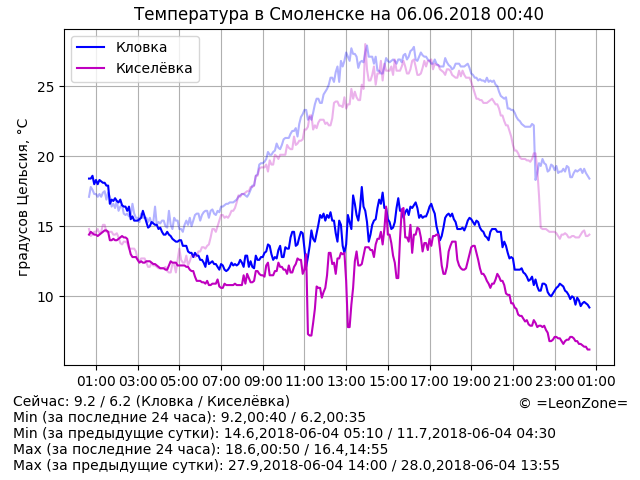 Температура в Смоленске на 06.06.2018 00:40
Кловка
Киселёвка
градусов Цельсия, °C
25
20
15
10
01:00 03:00 05:00 07:00 09:00 11:00 13:00 15:00 17:00 19:00 21:00 23:00 01:00
Сейчас: 9.2 / 6.2 (Кловка / Киселёвка)
© =LeonZone=
Min (за последние 24 часа): 9.2,00:40 / 6.2,00:35
Min (за предыдущие сутки): 14.6,2018-06-04 05:10 / 11.7,2018-06-04 04:30
Max (за последние 24 часа): 18.6,00:50 / 16.4,14:55
Max (за предыдущие сутки): 27.9,2018-06-04 14:00 / 28.0,2018-06-04 13:55